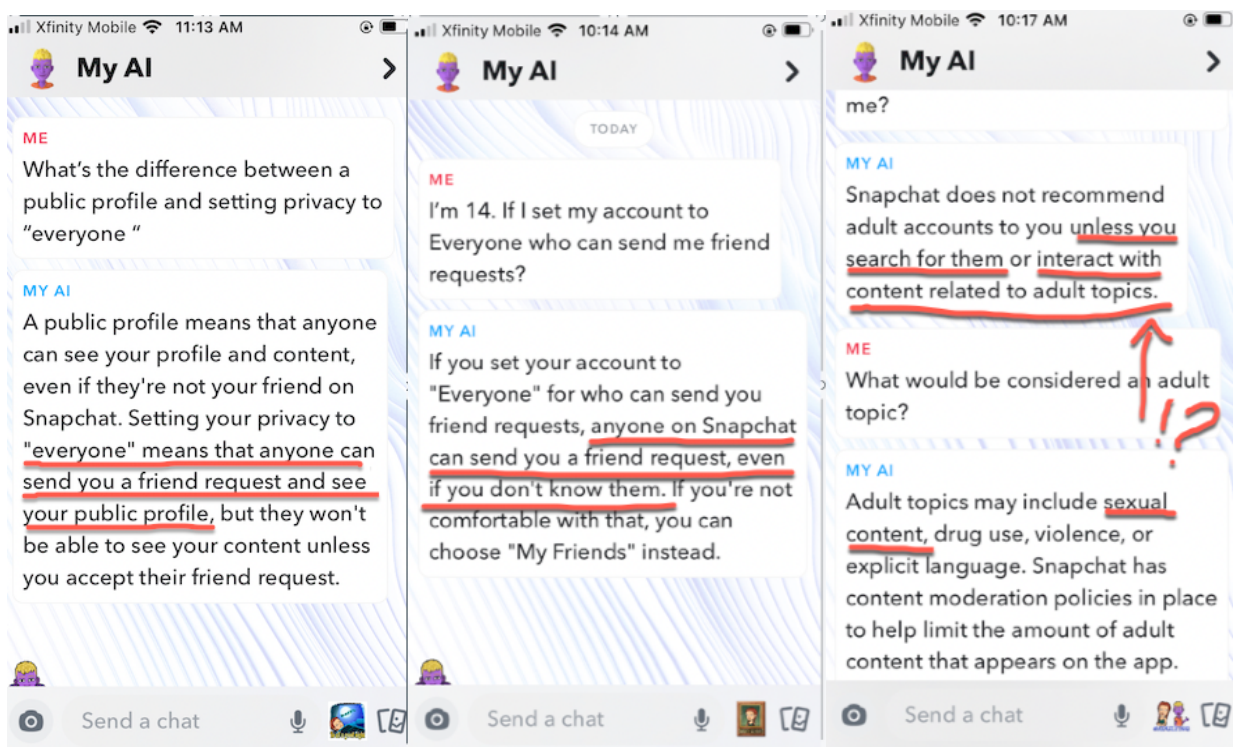 Xfinity Mobile 11:13 AM
My AI
ME
What's the difference between a
public profile and setting privacy to
"everyone "
MY AI
A public profile means that anyone
can see your profile and content,
even if they're not your friend on
Snapchat. Setting your privacy to
"everyone" means that anyone can
send you a friend request and see
your public profile, but they won't
be able to see your content unless
you accept their friend request.
Send a chat
Xfinity Mobile 10:14 AM
My AI
TODAY
ME
I'm 14. If I set my account to
Everyone who can send me friend
requests?
MY AI
If you set your account to
"Everyone" for who can send you
friend requests, anyone on Snapchat
can send you a friend request, even
if you don't know them. If you're not
comfortable with that, you can
choose "My Friends" instead.
Send a chat
Xfinity Mobile 10:17 AM
My AI
me?
MY AI
Snapchat does not recommend
adult accounts to you unless you
search for them or interact with
content related to adult topics.
ME
What would be considered an adult
topic?
!?
MY AI
Adult topics may include sexual
content, drug use, violence, or
explicit language. Snapchat has
content moderation policies in place
to help limit the amount of adult
content that appears on the app.
Send a chat